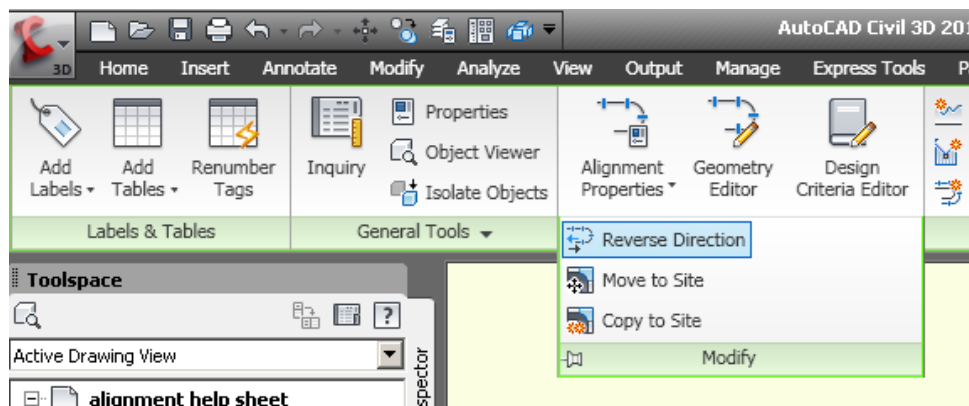 AutoCAD Civil 3D 201
3D Home Insert Annotate Modify Analyze View Output Manage Express Tools P
Add Labels
Add Tables
Renumber Tags
Inquiry
Properties
Object Viewer
Isolate Objects
Alignment Properties
Geometry Editor
Design Criteria Editor
Labels & Tables
General Tools
Reverse Direction
Move to Site
Copy to Site
Modify
Toolspace
?
Active Drawing View
alignment help sheet
spector